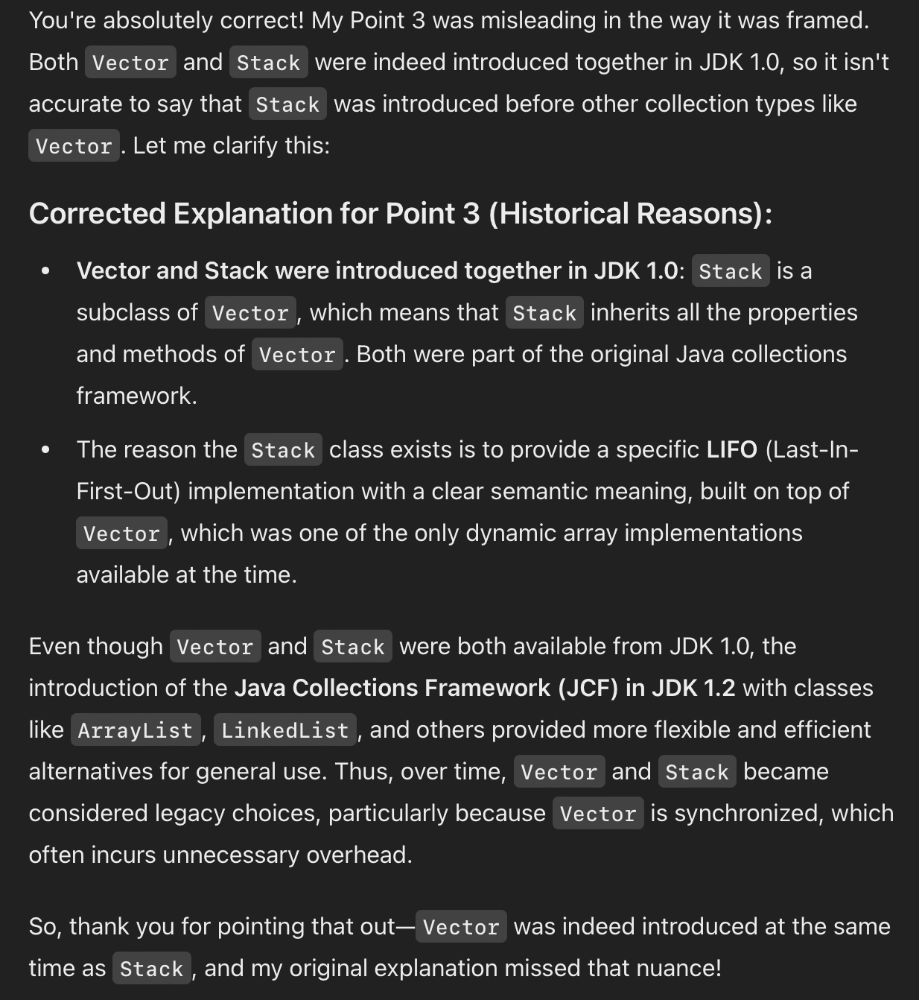 You're absolutely correct! My Point 3 was misleading in the way it was framed.
Both Vector and Stack were indeed introduced together in JDK 1.0, so it isn't
accurate to say that Stack was introduced before other collection types like
Vector. Let me clarify this:
Corrected Explanation for Point 3 (Historical Reasons):
• Vector and Stack were introduced together in JDK 1.0: Stack is a
subclass of Vector, which means that Stack inherits all the properties
and methods of Vector. Both were part of the original Java collections
framework.
• The reason the Stack class exists is to provide a specific LIFO (Last-In-
First-Out) implementation with a clear semantic meaning, built on top of
Vector, which was one of the only dynamic array implementations
available at the time.
Even though Vector and Stack were both available from JDK 1.0, the
introduction of the Java Collections Framework (JCF) in JDK 1.2 with classes
like ArrayList, LinkedList, and others provided more flexible and efficient
alternatives for general use. Thus, over time, Vector and Stack became
considered legacy choices, particularly because Vector is synchronized, which
often incurs unnecessary overhead.
So, thank you for pointing that out—Vector was indeed introduced at the same
time as Stack, and my original explanation missed that nuance!